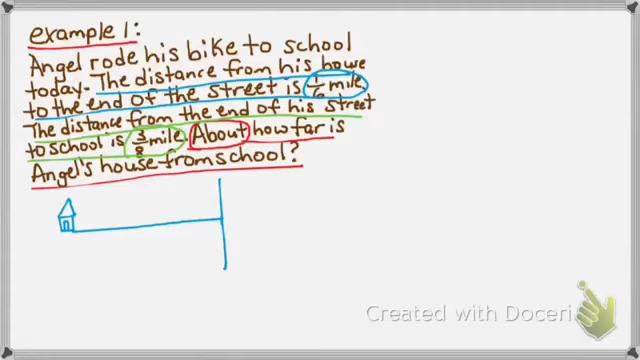 example 1:
Angel rode his bike to school
today. The distance from his house
to the end of the street is 1/6 mile.
The distance from the end of his street
to school is 3/8 mile. About how far is
Angel's house from school?
Created with Doceri